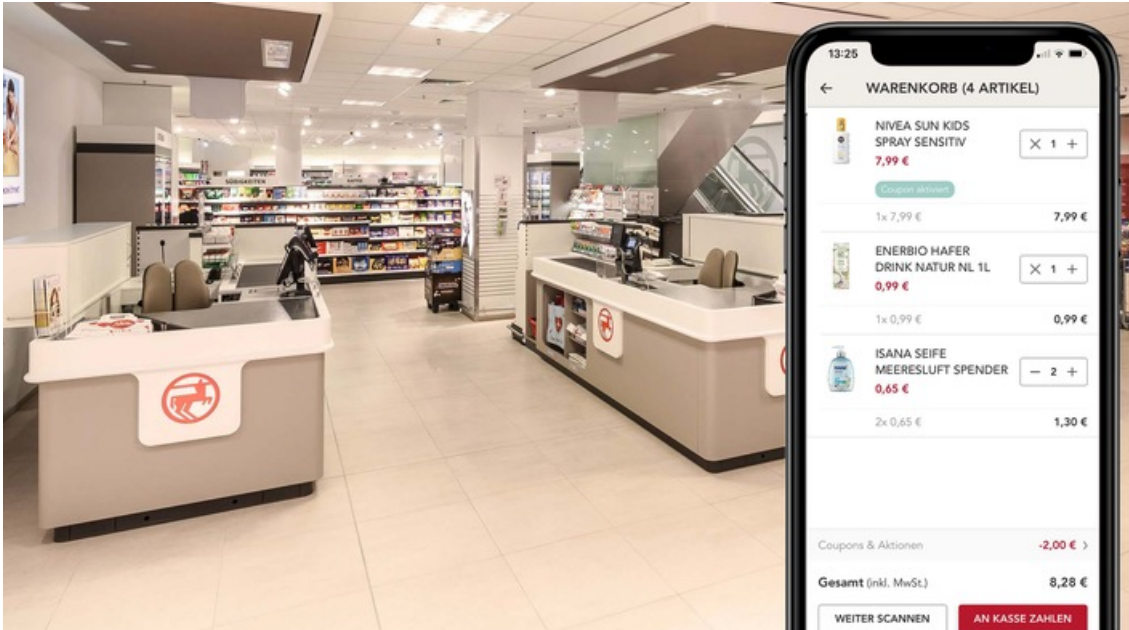 SÜSSIGKEITEN
KAFFEE
13:25
WARENKORB (4 ARTIKEL)
NIVEA SUN KIDS
SPRAY SENSITIV
7,99 €
× 1 +
Coupon aktiviert
1x 7,99 € 7,99 €
ENERBIO HAFER
DRINK NATUR NL 1L
0,99 €
× 1 +
1x 0,99 € 0,99 €
ISANA SEIFE
MEERESLUFT SPENDER
0,65 €
− 2 +
2x 0,65 € 1,30 €
Coupons & Aktionen -2,00 €
Gesamt (inkl. MwSt.) 8,28 €
WEITER SCANNEN AN KASSE ZAHLEN